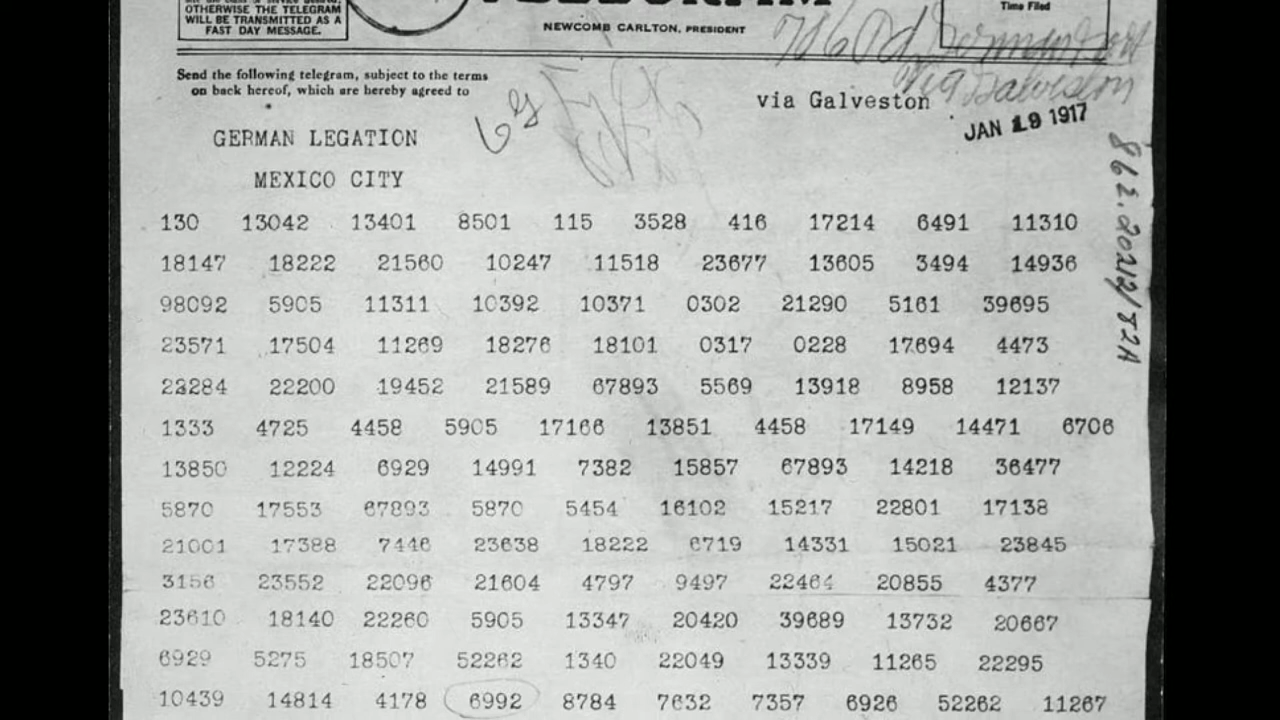 OTHERWISE THE TELEGRAM
WILL BE TRANSMITTED AS A
FAST DAY MESSAGE.
NEWCOMB CARLTON, PRESIDENT
Time Filed
Send the following telegram, subject to the terms
on back hereof, which are hereby agreed to
via Galveston
via Galveston
JAN 19 1917
GERMAN LEGATION
MEXICO CITY
862.20212/82A
130 13042 13401 8501 115 3528 416 17214 6491 11310
18147 18222 21560 10247 11518 23677 13605 3494 14936
98092 5905 11311 10392 10371 0302 21290 5161 39695
23571 17504 11269 18276 18101 0317 0228 17694 4473
22284 22200 19452 21589 67893 5569 13918 8958 12137
1333 4725 4458 5905 17166 13851 4458 17149 14471 6706
13850 12224 6929 14991 7382 15857 67893 14218 36477
5870 17553 67893 5870 5454 16102 15217 22801 17138
21001 17388 7446 23638 18222 6719 14331 15021 23845
3156 23552 22096 21604 4797 9497 22464 20855 4377
23610 18140 22260 5905 13347 20420 39689 13732 20667
6929 5275 18507 52262 1340 22049 13339 11265 22295
10439 14814 4178 6992 8784 7632 7357 6926 52262 11267